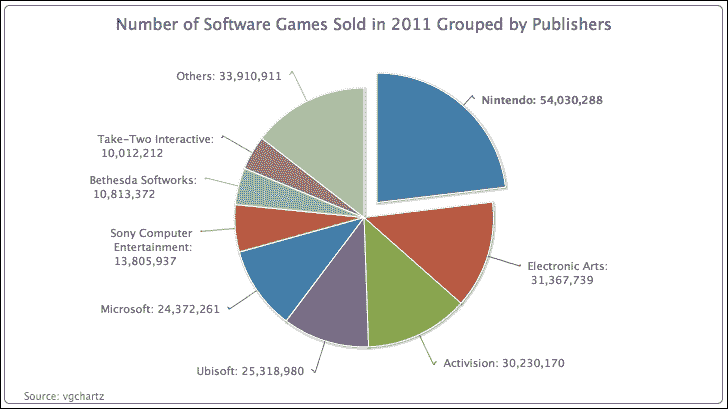 Number of Software Games Sold in 2011 Grouped by Publishers
Others: 33,910,911
Nintendo: 54,030,288
Take-Two Interactive:
10,012,212
Bethesda Softworks:
10,813,372
Sony Computer
Entertainment:
13,805,937
Electronic Arts:
31,367,739
Microsoft: 24,372,261
Activision: 30,230,170
Ubisoft: 25,318,980
Source: vgchartz